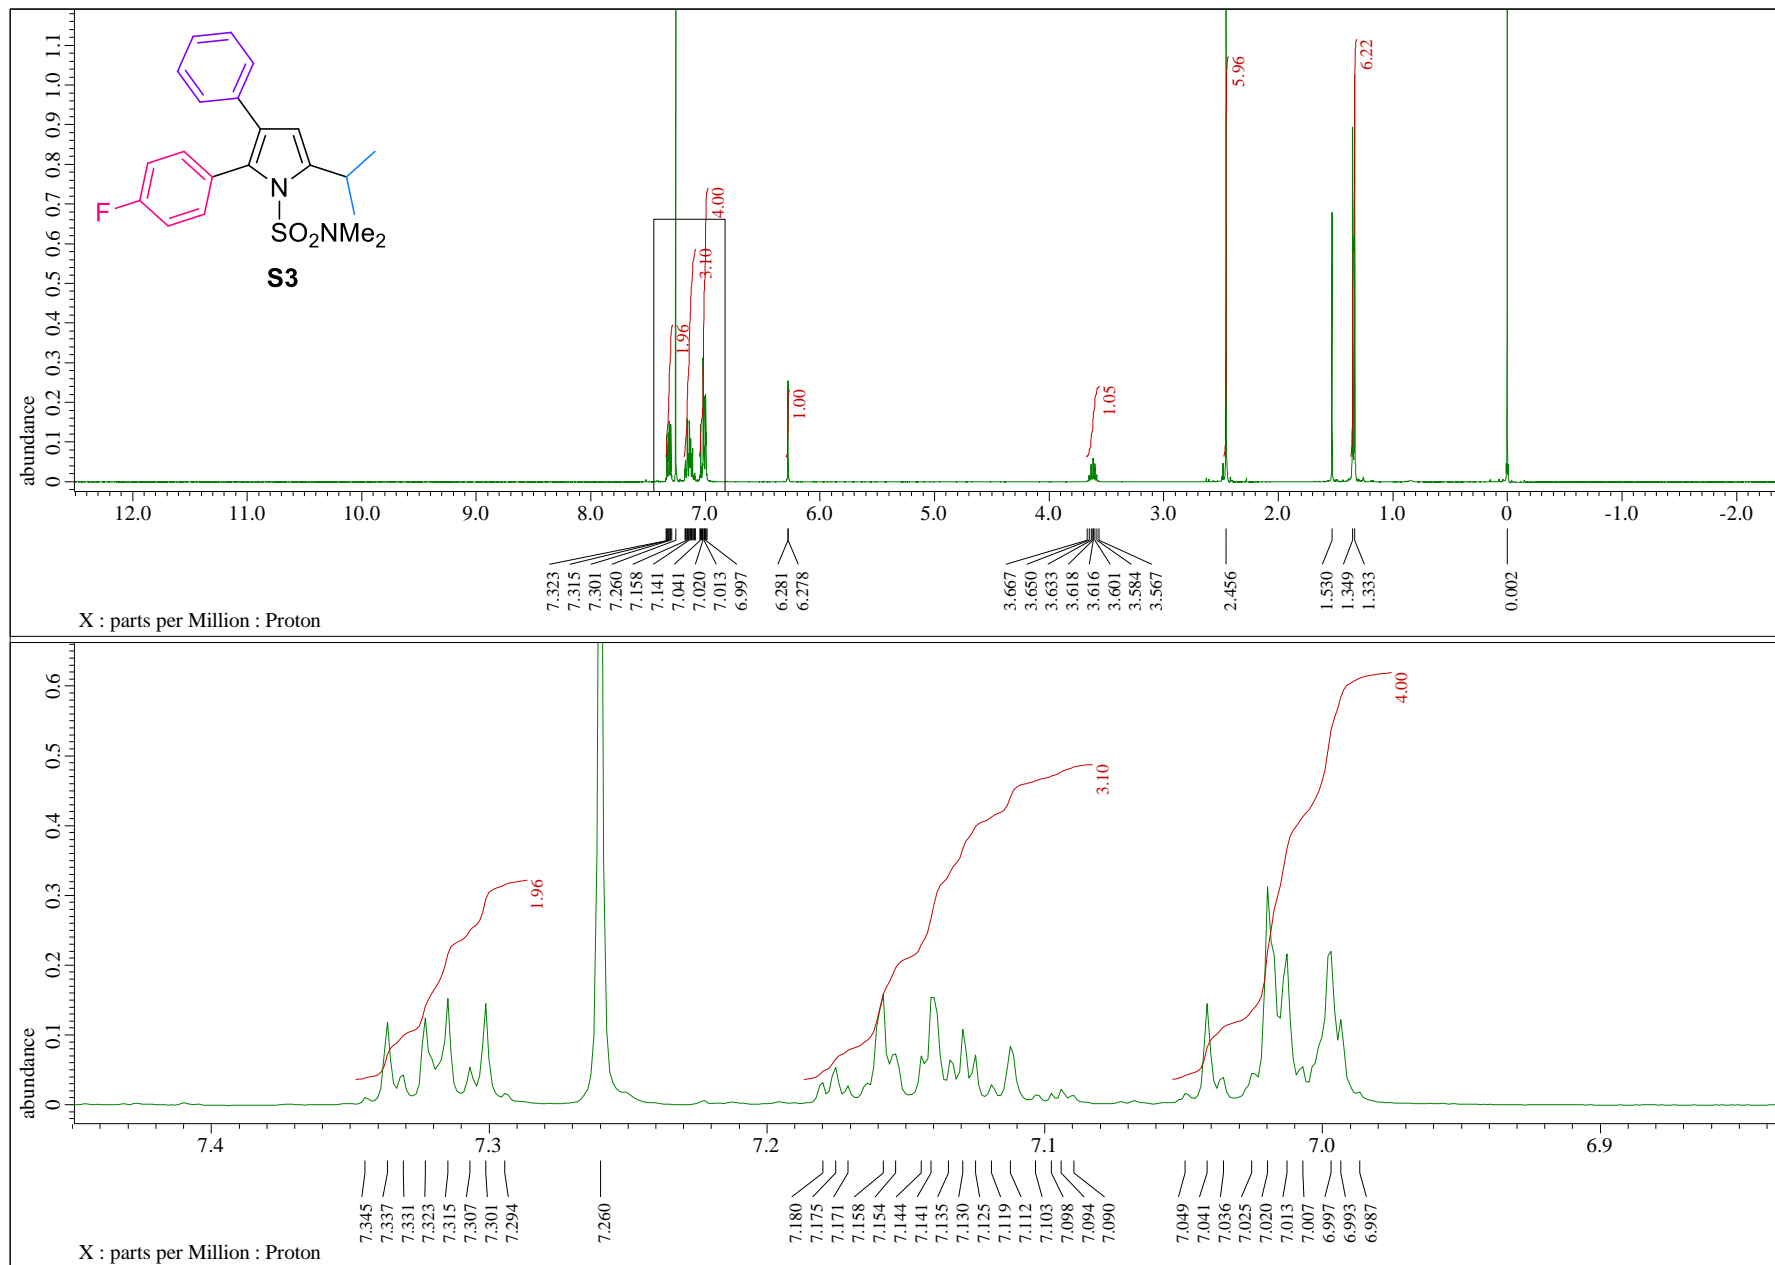 abundance
0 0.1 0.2 0.3 0.4 0.5 0.6 0.7 0.8 0.9 1.0 1.1
F
N
SO2NMe2
S3
1.96
3.10
4.00
1.00
1.05
5.96
6.22
12.0 11.0 10.0 9.0 8.0 7.0 6.0 5.0 4.0 3.0 2.0 1.0 0 -1.0 -2.0
7.323 7.315 7.301 7.260 7.158 7.141 7.041 7.020 7.013 6.997 6.281 6.278 3.667 3.650 3.633 3.618 3.616 3.601 3.584 3.567 2.456 1.530 1.349 1.333 0.002
X : parts per Million : Proton
abundance
0 0.1 0.2 0.3 0.4 0.5 0.6
1.96
3.10
4.00
7.4 7.3 7.2 7.1 7.0 6.9
7.345 7.337 7.331 7.323 7.315 7.307 7.301 7.294 7.260 7.180 7.175 7.171 7.158 7.154 7.144 7.141 7.135 7.130 7.125 7.119 7.112 7.103 7.098 7.094 7.090 7.049 7.041 7.036 7.025 7.020 7.013 7.007 6.997 6.993 6.987
X : parts per Million : Proton